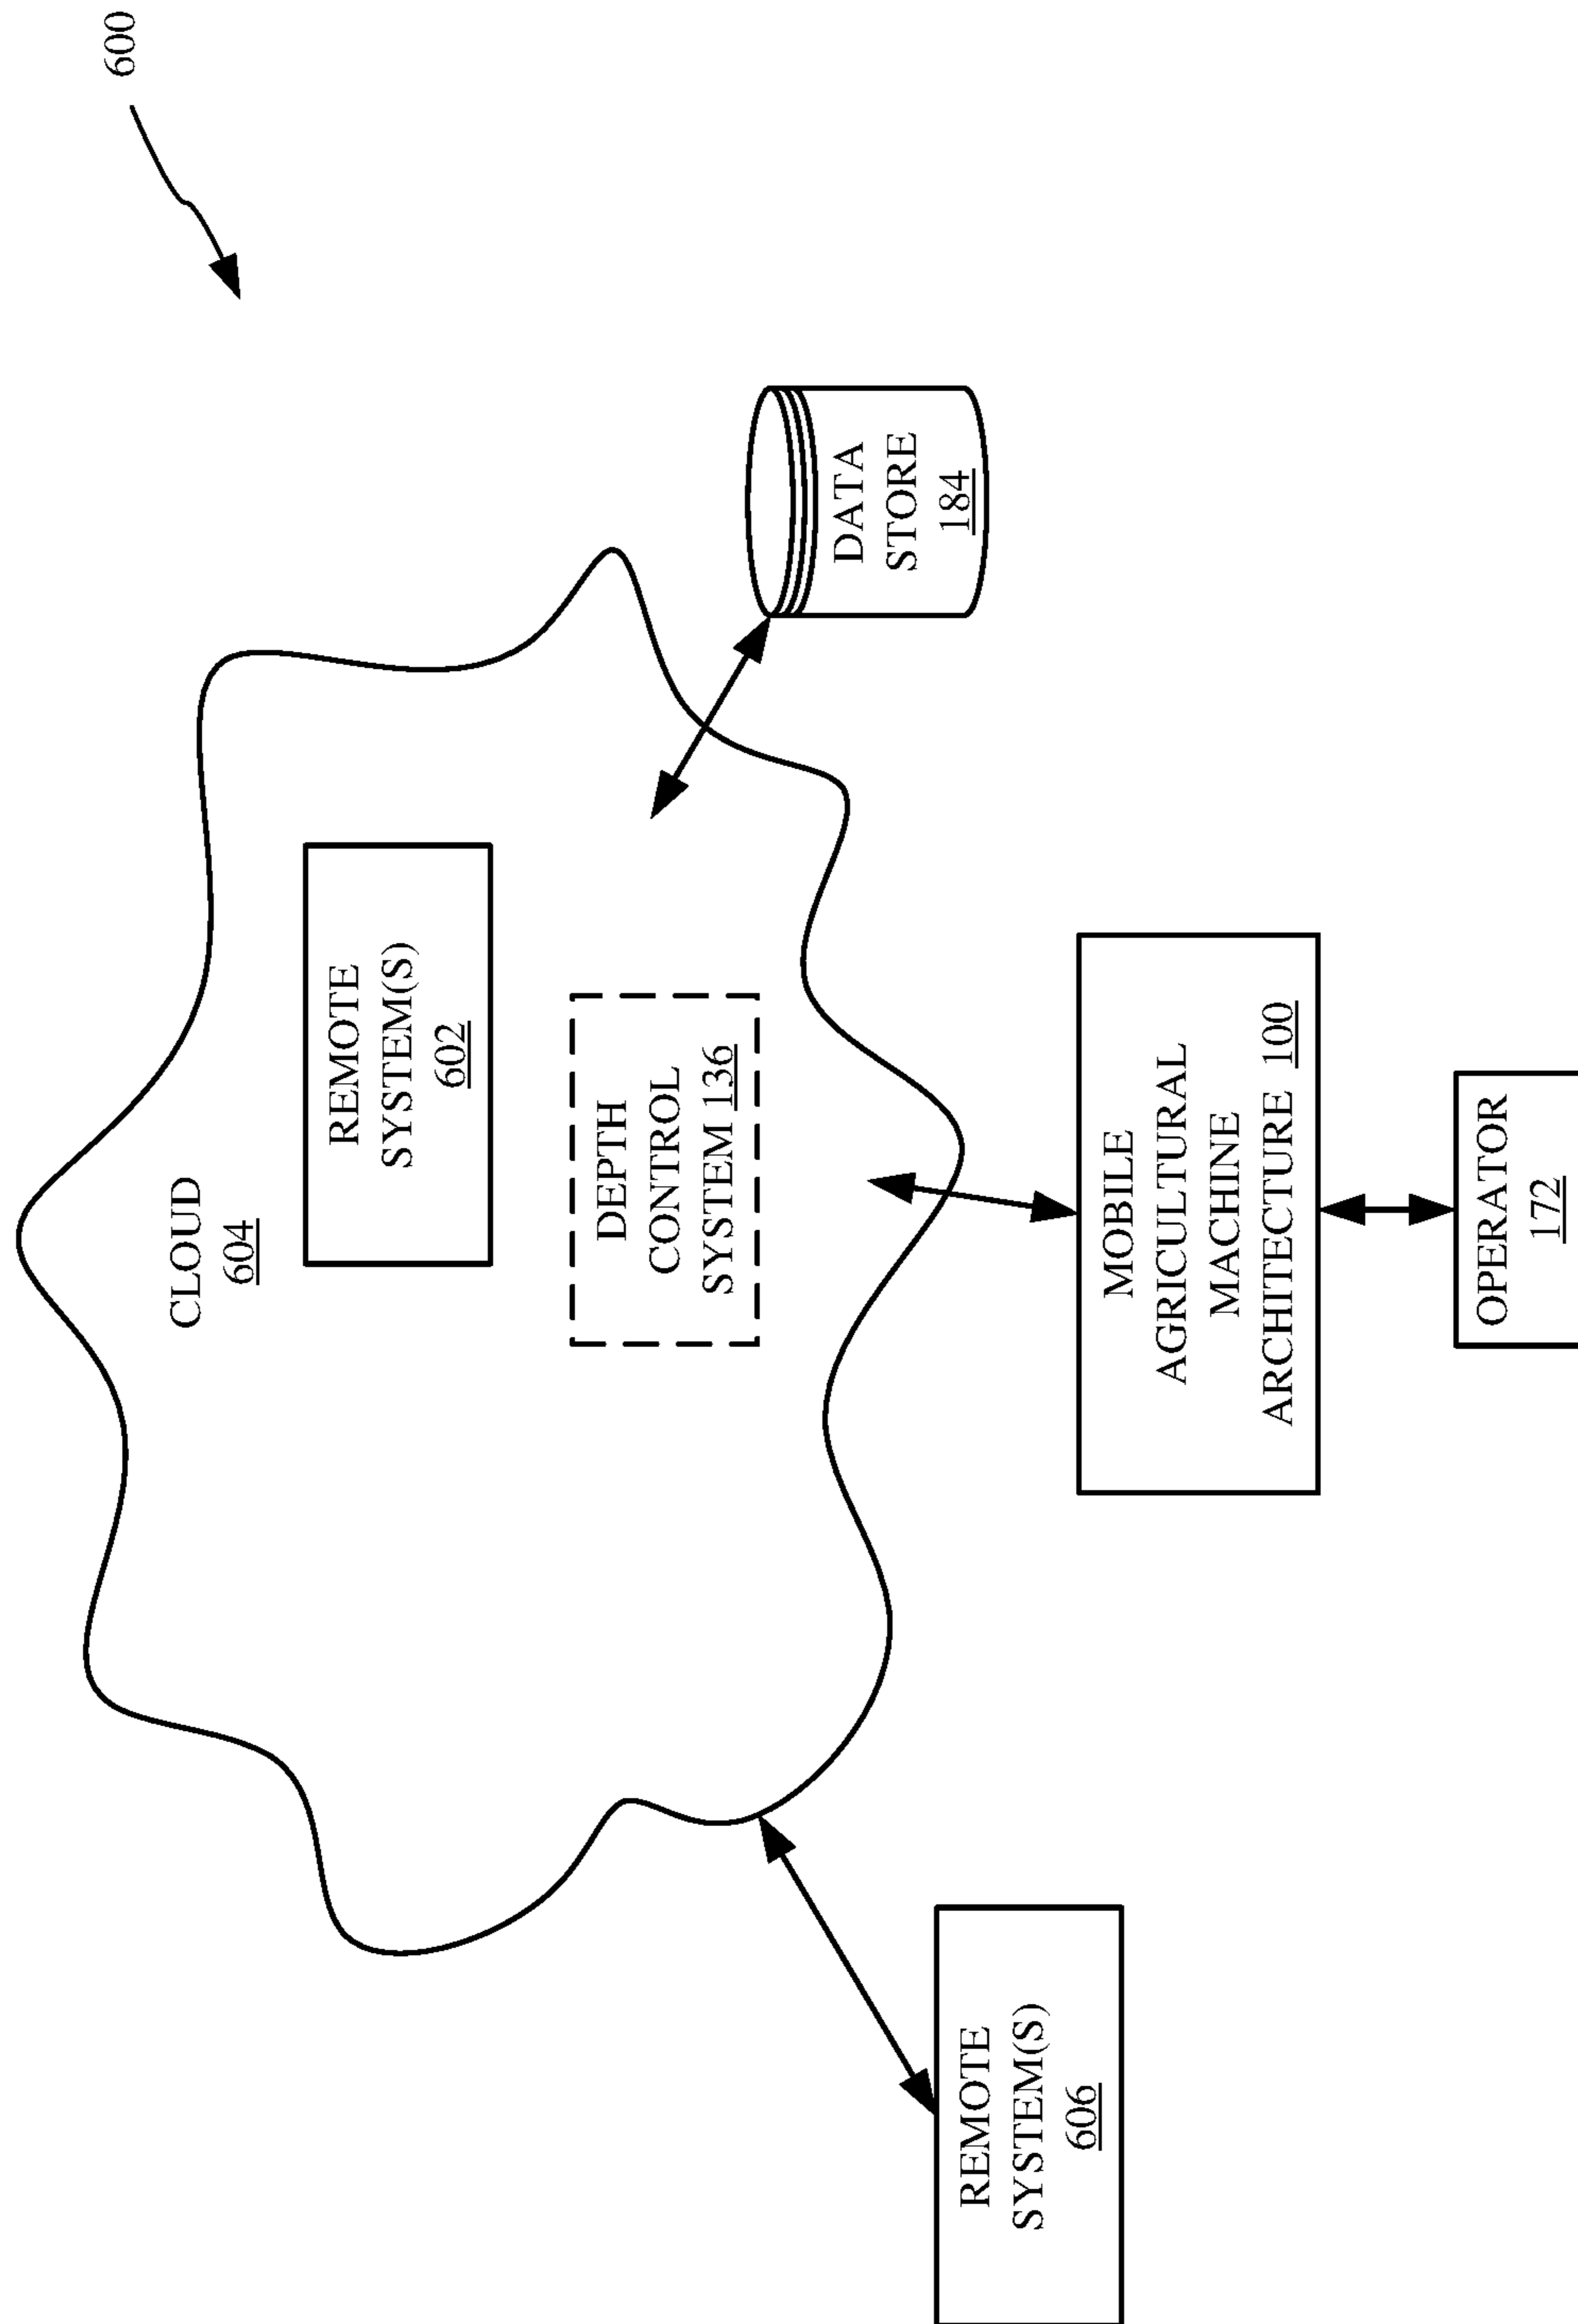 600
CLOUD
604
REMOTE
SYSTEM(S)
602
DEPTH
CONTROL
SYSTEM 136
DATA
STORE
184
REMOTE
SYSTEM(S)
606
MOBILE
AGRICULTURAL
MACHINE
ARCHITECTURE 100
OPERATOR
172